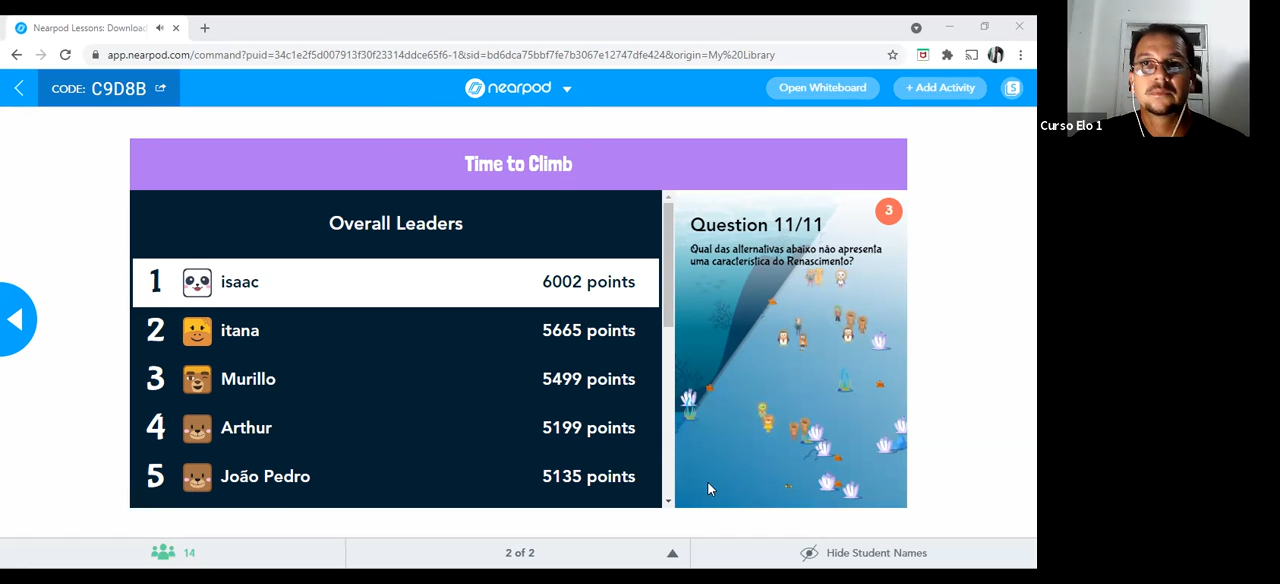 Nearpod Lessons: Download
app.nearpod.com/command?puid=34c1e2f5d007913f30f23314ddce65f6-1&sid=bd6dca75bbf7fe7b3067e12747dfe424&origin=My%20Library
CODE: C9D8B
nearpod
Open Whiteboard
+ Add Activity
S
Curso Elo 1
Time to Climb
Overall Leaders
1 isaac 6002 points
2 itana 5665 points
3 Murillo 5499 points
4 Arthur 5199 points
5 João Pedro 5135 points
3
Question 11/11
Qual das alternativas abaixo não apresenta
uma característica do Renascimento?
14
2 of 2
Hide Student Names